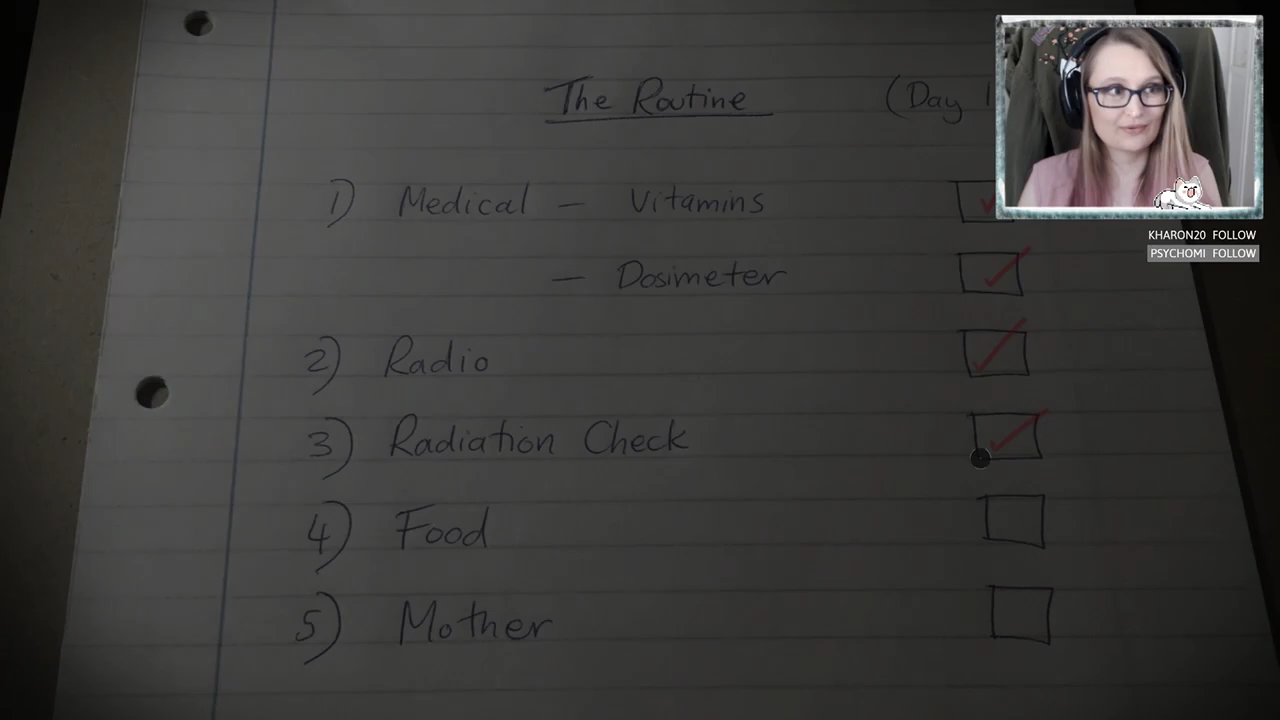 The Routine (Day 1
1) Medical - Vitamins
- Dosimeter
2) Radio
3) Radiation Check
4) Food
5) Mother
KHARON20 FOLLOW
PSYCHOMI FOLLOW